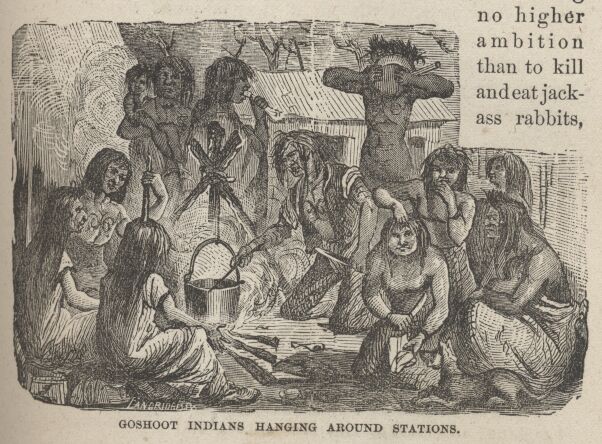 no higher
ambition
than to kill
and eat jack-
ass rabbits,
GOSHOOT INDIANS HANGING AROUND STATIONS.